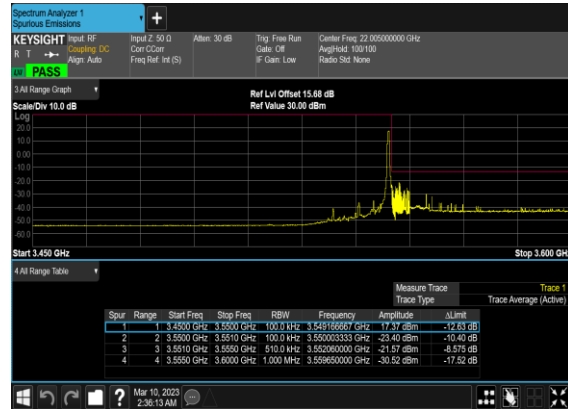 Spectrum Analyzer 1
Spurious Emissions
+
KEYSIGHT Input: RF Input Z: 50 Ω Atten: 30 dB Trig: Free Run Center Freq: 22.005000000 GHz
R T Coupling: DC Corr CCorr Gate: Off Avg|Hold: 100/100
Align: Auto Freq Ref: Int (S) IF Gain: Low Radio Std: None
LW PASS
3 All Range Graph
Ref Lvl Offset 15.68 dB
Scale/Div 10.0 dB Ref Value 30.00 dBm
Log
20.0
10.0
0.00
-10.0
-20.0
-30.0
-40.0
-50.0
-60.0
Start 3.450 GHz Stop 3.600 GHz
4 All Range Table
Measure Trace Trace 1
Trace Type Trace Average (Active)
Spur Range Start Freq Stop Freq RBW Frequency Amplitude ΔLimit
1 1 3.4500 GHz 3.5500 GHz 100.0 kHz 3.549166667 GHz 17.37 dBm -12.63 dB
2 2 3.5500 GHz 3.5510 GHz 100.0 kHz 3.550003333 GHz -23.40 dBm -10.40 dB
3 3 3.5510 GHz 3.5550 GHz 510.0 kHz 3.552060000 GHz -21.57 dBm -8.575 dB
4 4 3.5550 GHz 3.6000 GHz 1.000 MHz 3.559650000 GHz -30.52 dBm -17.52 dB
? Mar 10, 2023
2:36:13 AM